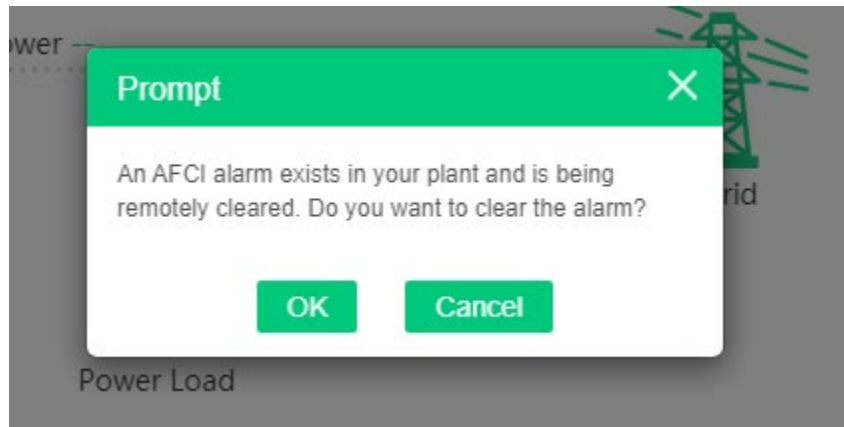 ower --
Prompt
An AFCI alarm exists in your plant and is being
remotely cleared. Do you want to clear the alarm?
rid
OK
Cancel
Power Load